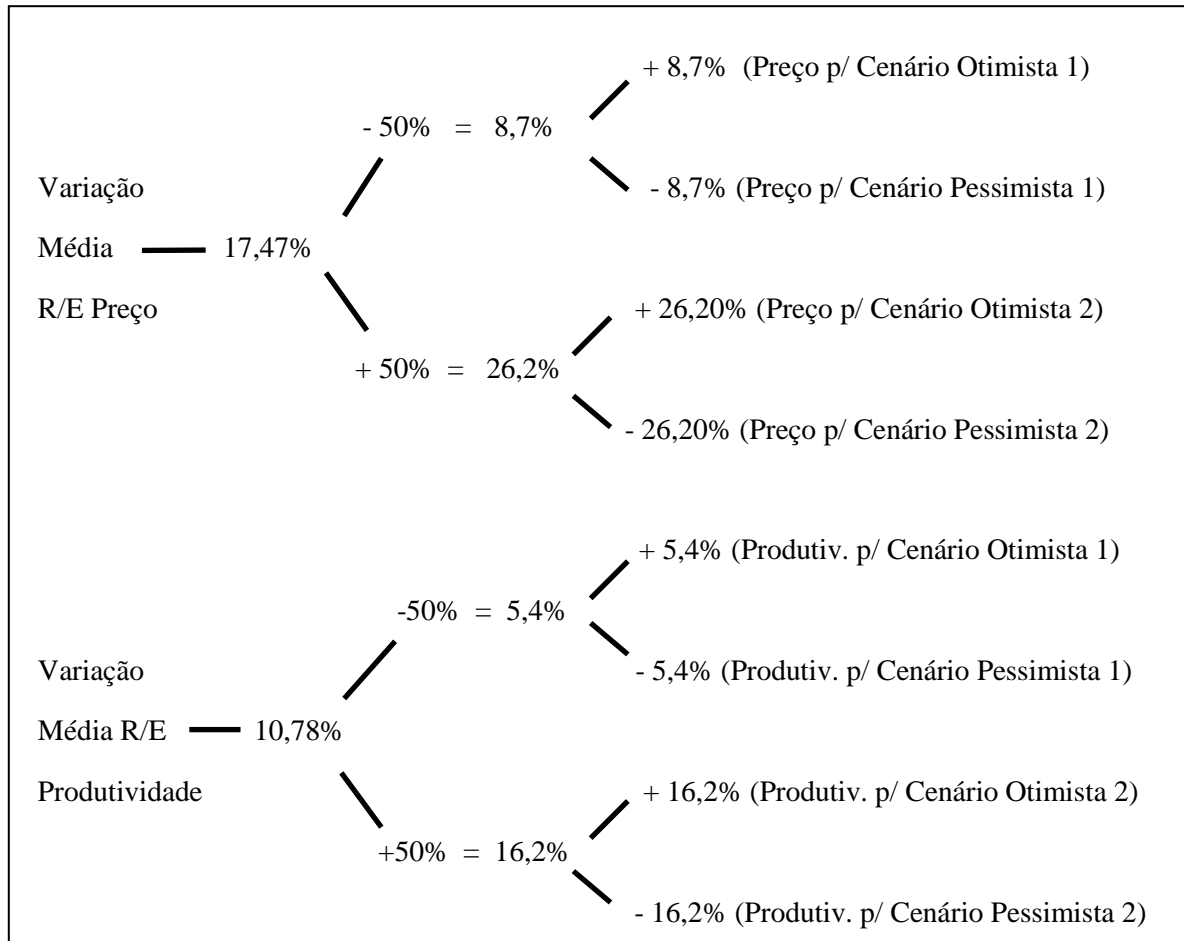 + 8,7% (Preço p/ Cenário Otimista 1)
- 50% = 8,7%
Variação
- 8,7% (Preço p/ Cenário Pessimista 1)
Média 17,47%
R/E Preço
+ 26,20% (Preço p/ Cenário Otimista 2)
+ 50% = 26,2%
- 26,20% (Preço p/ Cenário Pessimista 2)
+ 5,4% (Produtiv. p/ Cenário Otimista 1)
-50% = 5,4%
Variação
- 5,4% (Produtiv. p/ Cenário Pessimista 1)
Média R/E 10,78%
Produtividade
+ 16,2% (Produtiv. p/ Cenário Otimista 2)
+50% = 16,2%
- 16,2% (Produtiv. p/ Cenário Pessimista 2)